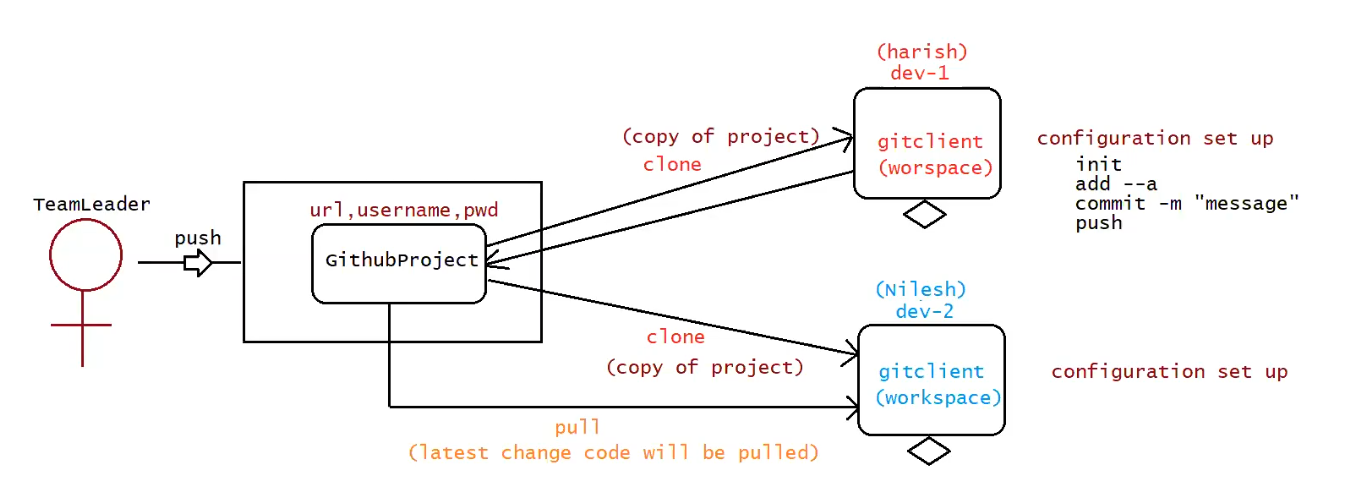 (harish)
dev-1
(copy of project)
gitclient
configuration set up
clone
(worspace)
init
add --a
commit -m "message"
push
TeamLeader
url,username,pwd
push
GithubProject
(Nilesh)
dev-2
clone
(copy of project)
gitclient
configuration set up
(workspace)
pull
(latest change code will be pulled)